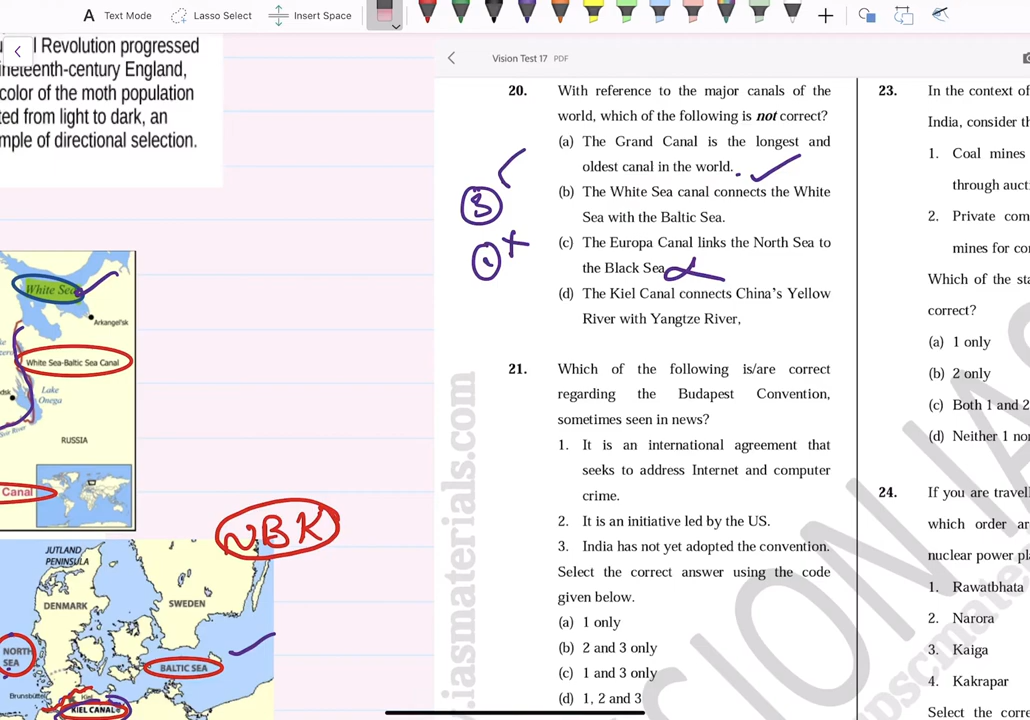 Text Mode
Lasso Select
Insert Space
l Revolution progressed
ineteenth-century England,
color of the moth population
ted from light to dark, an
mple of directional selection.
Vision Test 17 PDF
White Sea
Arkangel'sk
White Sea-Baltic Sea Canal
Lake
Onega
RUSSIA
Canal
NBK
JUTLAND
PENINSULA
DENMARK
SWEDEN
NORTH
SEA
BALTIC SEA
Brunsbüttel
Kiel
KIEL CANAL
3
1
20. With reference to the major canals of the
world, which of the following is not correct?
(a) The Grand Canal is the longest and
oldest canal in the world.
(b) The White Sea canal connects the White
Sea with the Baltic Sea.
(c) The Europa Canal links the North Sea to
the Black Sea
(d) The Kiel Canal connects China's Yellow
River with Yangtze River,
21. Which of the following is/are correct
regarding the Budapest Convention,
sometimes seen in news?
1. It is an international agreement that
seeks to address Internet and computer
crime.
2. It is an initiative led by the US.
3. India has not yet adopted the convention.
Select the correct answer using the code
given below.
(a) 1 only
(b) 2 and 3 only
(c) 1 and 3 only
(d) 1, 2 and 3
23. In the context of
India, consider th
1. Coal mines
through aucti
2. Private com
mines for co
Which of the sta
correct?
(a) 1 only
(b) 2 only
(c) Both 1 and 2
(d) Neither 1 no
24. If you are travell
which order ar
nuclear power pla
1. Rawatbhata
2. Narora
3. Kaiga
4. Kakrapar
Select the corre
.iasmaterials.com